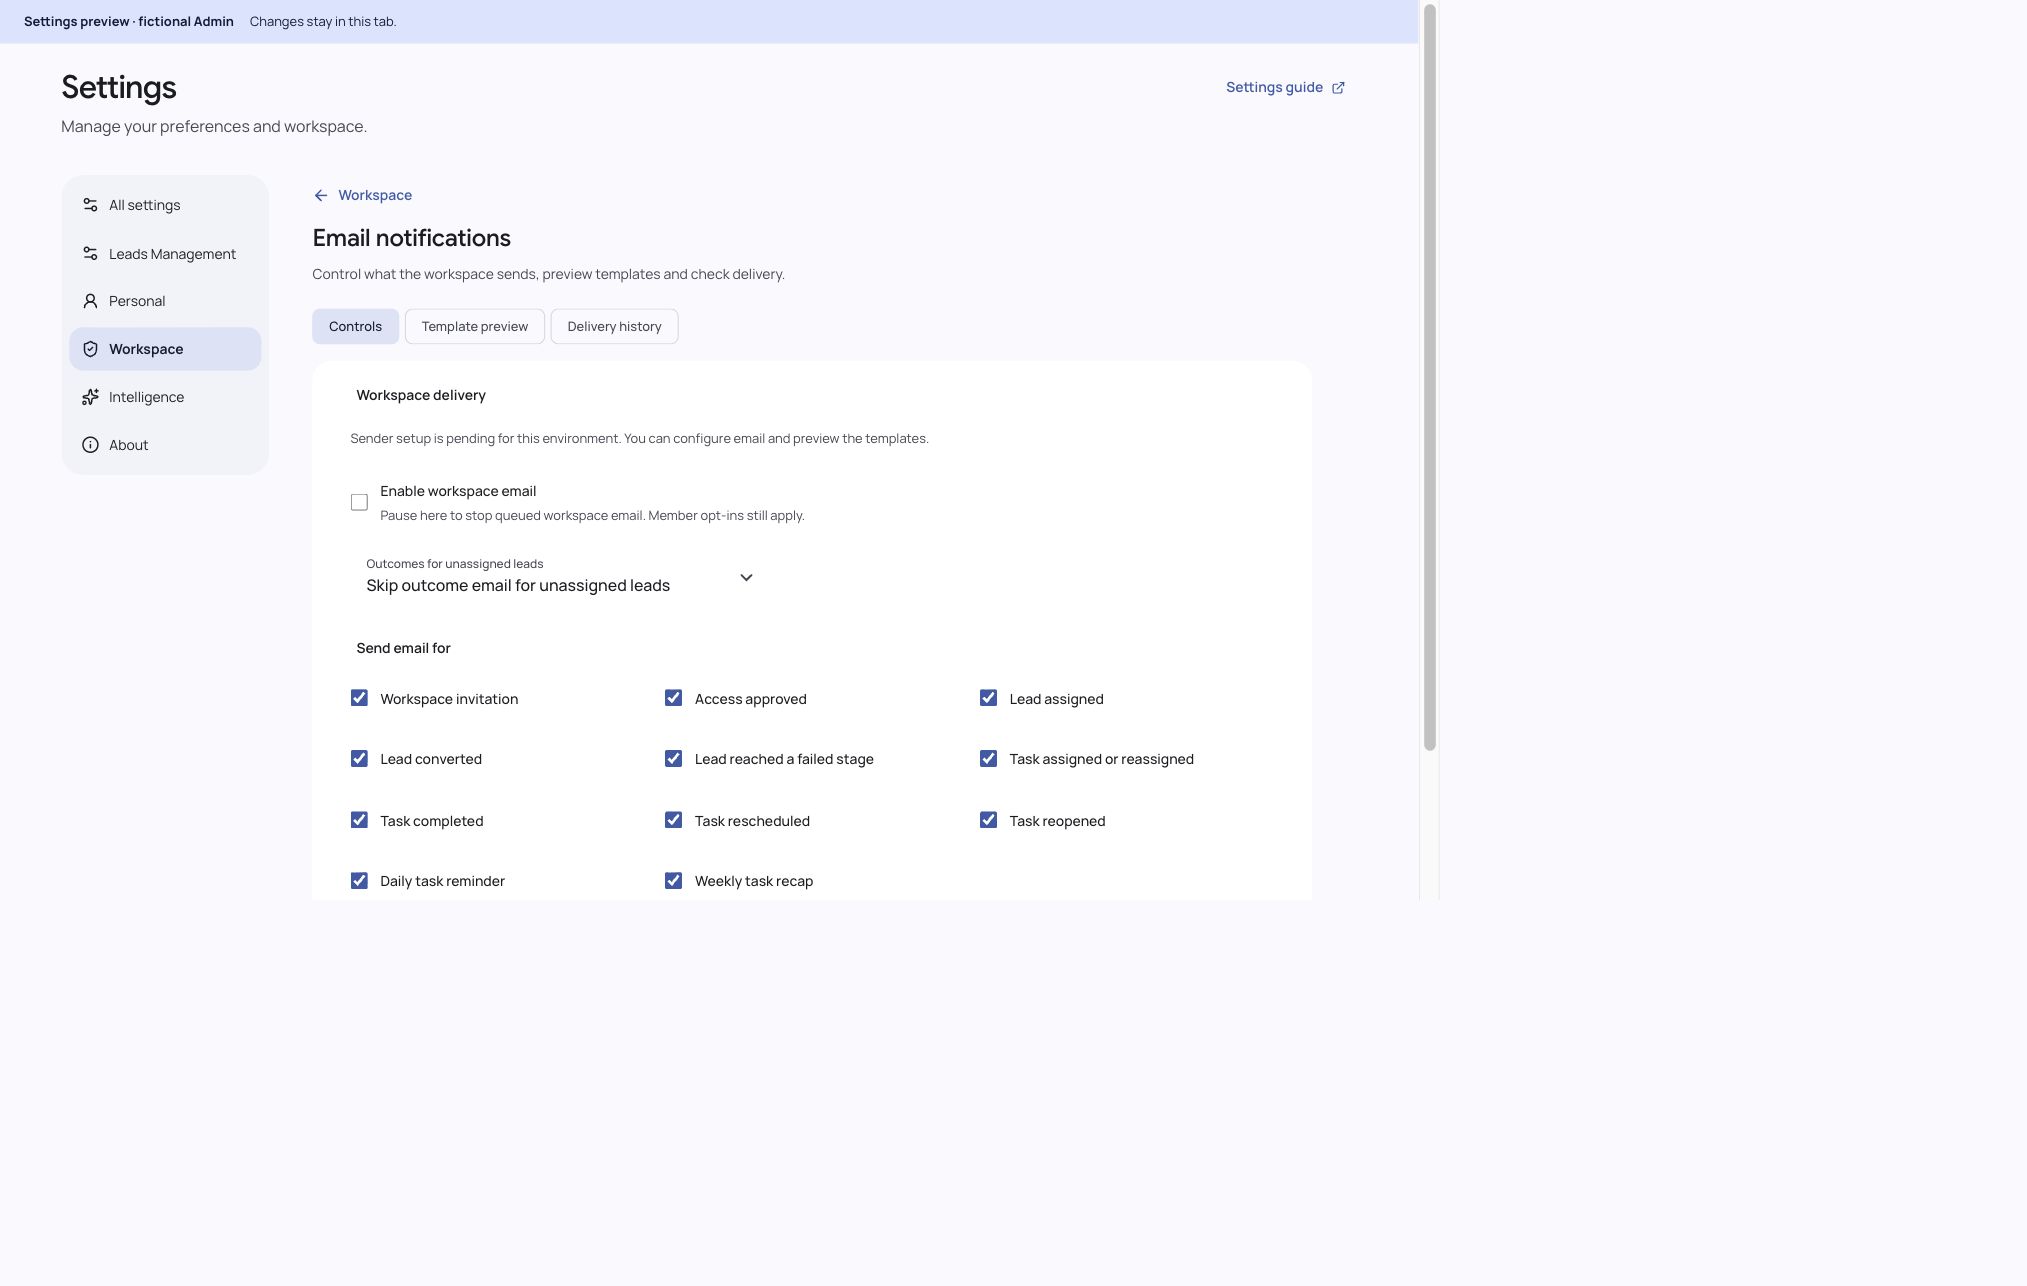 Settings preview · fictional Admin Changes stay in this tab.
Settings
Settings guide
Manage your preferences and workspace.
All settings
Leads Management
Personal
Workspace
Intelligence
About
Workspace
Email notifications
Control what the workspace sends, preview templates and check delivery.
Controls Template preview Delivery history
Workspace delivery
Sender setup is pending for this environment. You can configure email and preview the templates.
Enable workspace email
Pause here to stop queued workspace email. Member opt-ins still apply.
Outcomes for unassigned leads
Skip outcome email for unassigned leads
Send email for
Workspace invitation Access approved Lead assigned
Lead converted Lead reached a failed stage Task assigned or reassigned
Task completed Task rescheduled Task reopened
Daily task reminder Weekly task recap